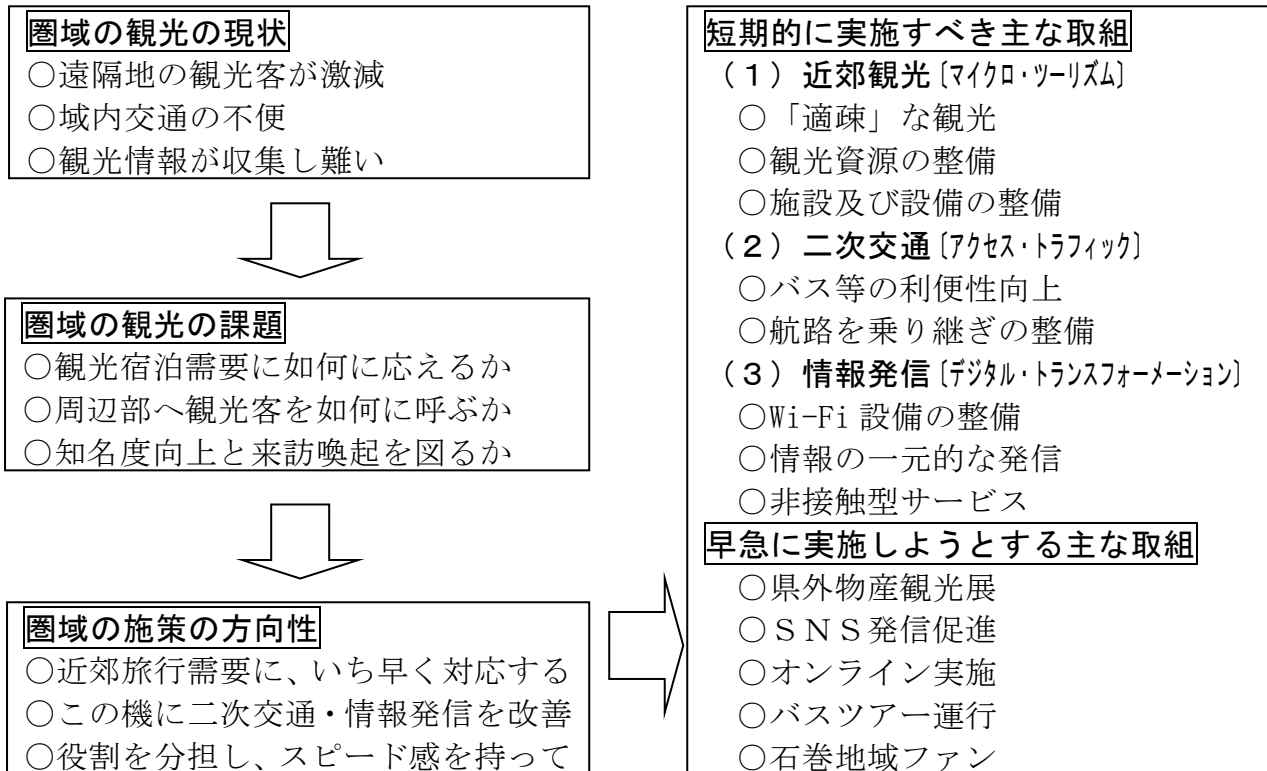 圏域の観光の現状
○遠隔地の観光客が激減
○域内交通の不便
○観光情報が収集し難い
圏域の観光の課題
○観光宿泊需要に如何に応えるか
○周辺部へ観光客を如何に呼ぶか
○知名度向上と来訪喚起を図るか
圏域の施策の方向性
○近郊旅行需要に、いち早く対応する
○この機に二次交通・情報発信を改善
○役割を分担し、スピード感を持って
短期的に実施すべき主な取組
（１）近郊観光〔マイクロ・ツーリズム〕
○「適疎」な観光
○観光資源の整備
○施設及び設備の整備
（２）二次交通〔アクセス・トラフィック〕
○バス等の利便性向上
○航路を乗り継ぎの整備
（３）情報発信〔デジタル・トランスフォーメーション〕
○Wi-Fi 設備の整備
○情報の一元的な発信
○非接触型サービス
早急に実施しようとする主な取組
○県外物産観光展
○ＳＮＳ発信促進
○オンライン実施
○バスツアー運行
○石巻地域ファン